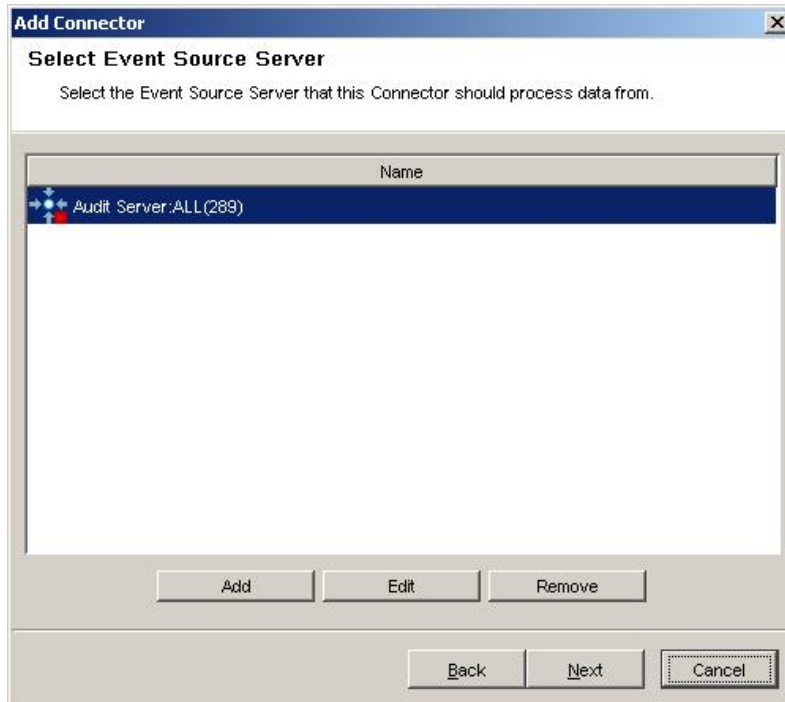 Add Connector
Select Event Source Server
Select the Event Source Server that this Connector should process data from.
Name
Audit Server:ALL(289)
Add Edit Remove
Back Next Cancel